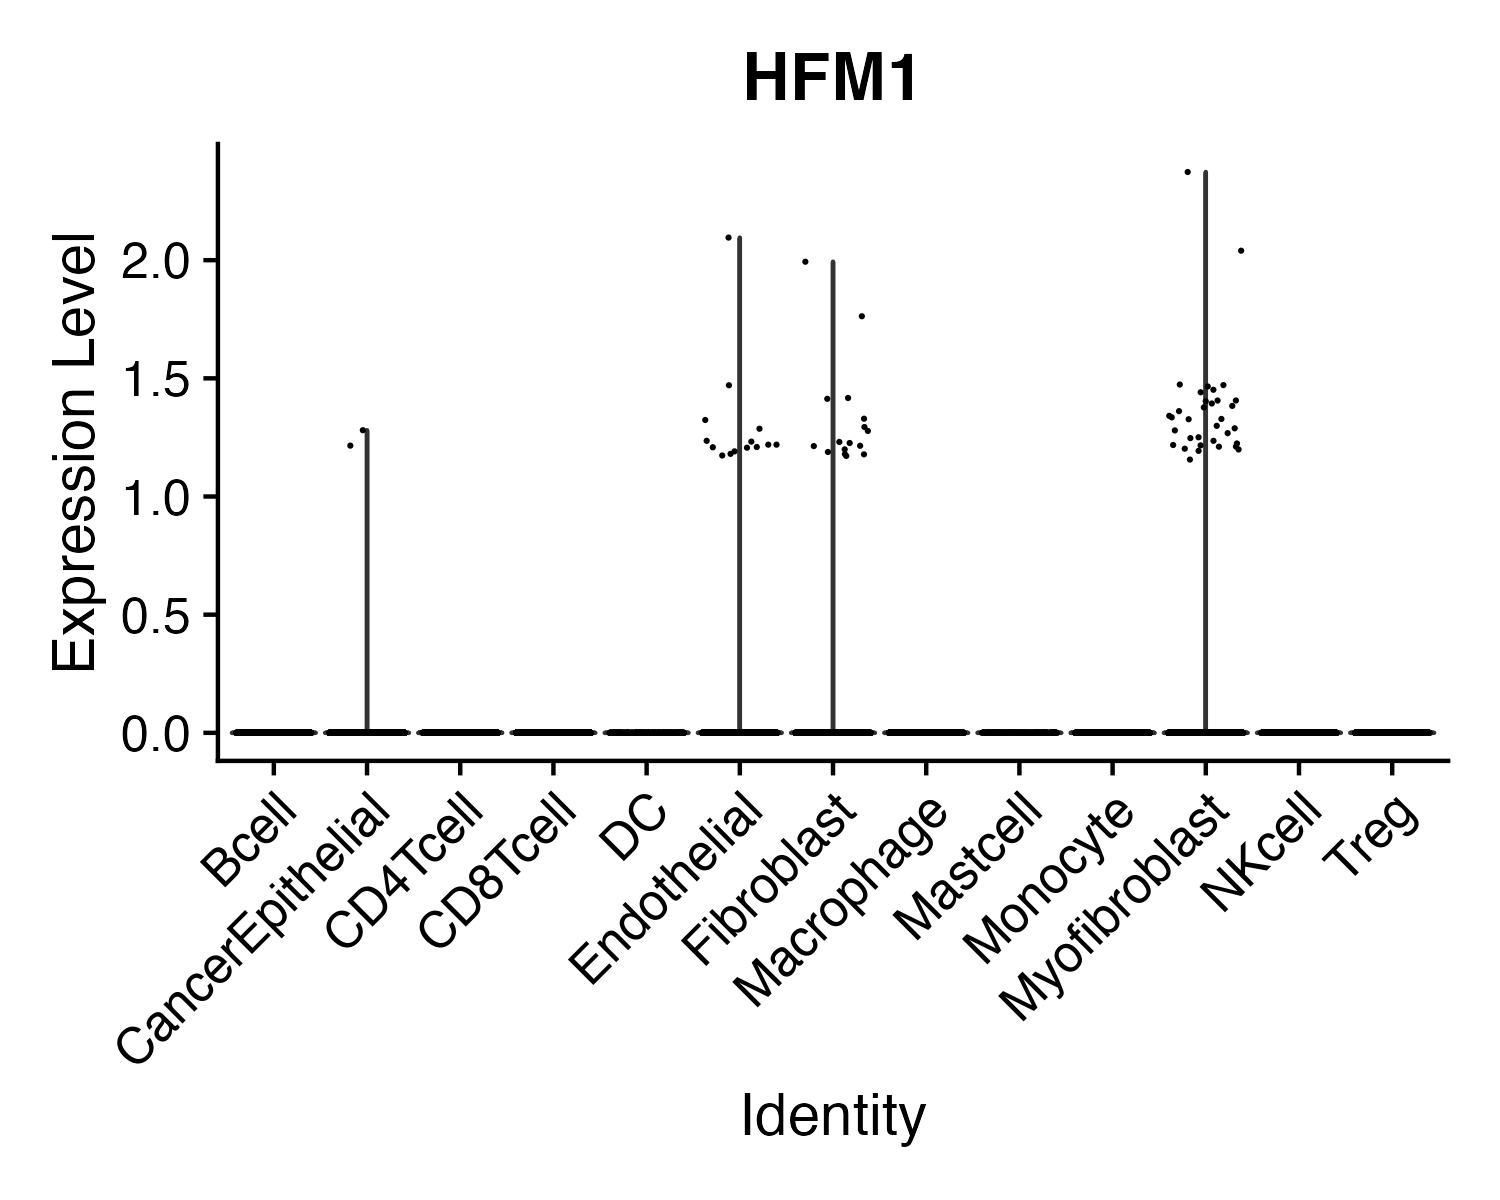 HFM1
Expression Level
2.0
1.5
1.0
0.5
0.0
Bcell
CancerEpithelial
CD4Tcell
CD8Tcell
DC
Endothelial
Fibroblast
Macrophage
Mastcell
Monocyte
Myofibroblast
NKcell
Treg
Identity